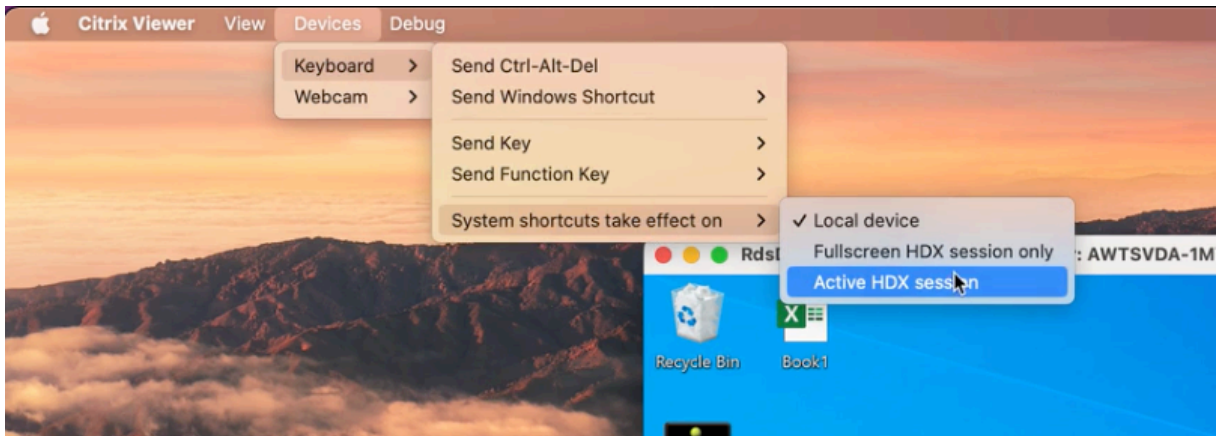 Citrix Viewer View Devices Debug
Keyboard
Webcam
Send Ctrl-Alt-Del
Send Windows Shortcut
Send Key
Send Function Key
System shortcuts take effect on
✓ Local device
Fullscreen HDX session only
Active HDX session
: AWTSVDA-1M
Recycle Bin
Book1